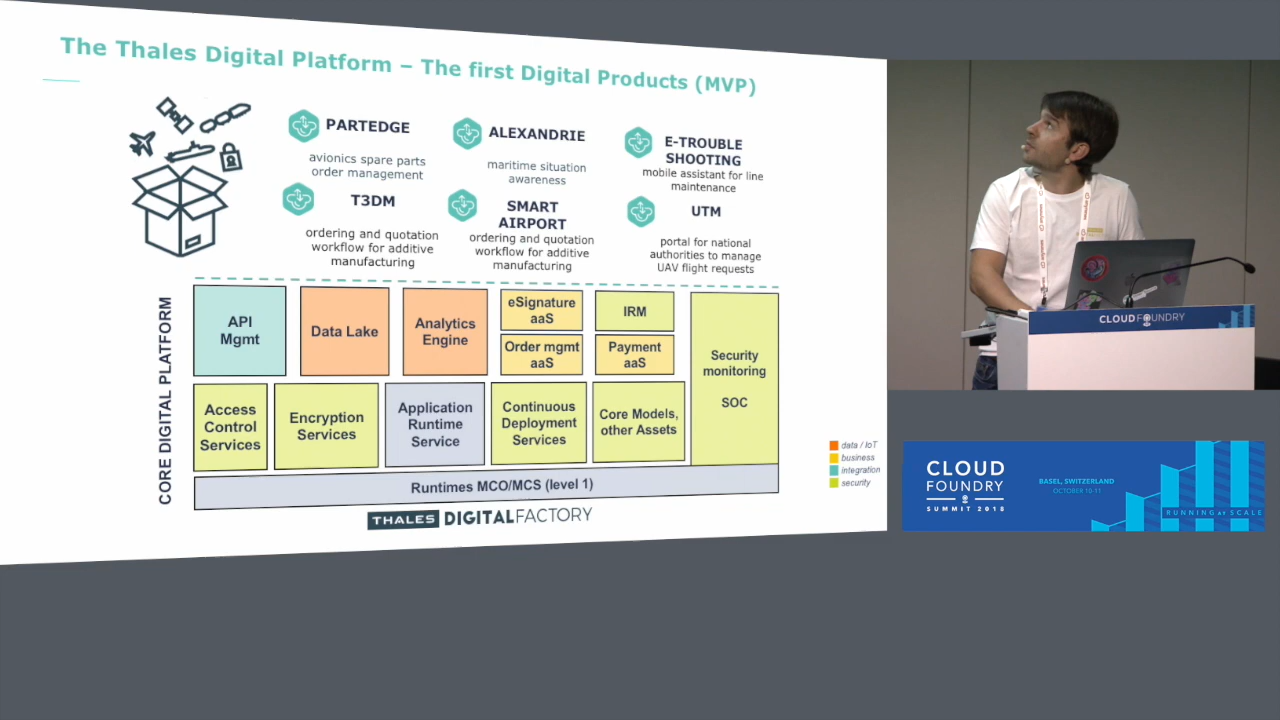 The Thales Digital Platform – The first Digital Products (MVP)
PARTEDGE
avionics spare parts
order management
ALEXANDRIE
maritime situation
awareness
E-TROUBLE
SHOOTING
mobile assistant for line
maintenance
T3DM
ordering and quotation
workflow for additive
manufacturing
SMART
AIRPORT
ordering and quotation
workflow for additive
manufacturing
UTM
portal for national
authorities to manage
UAV flight requests
CORE DIGITAL PLATFORM
API
Mgmt
Data Lake
Analytics
Engine
eSignature
aaS
Order mgmt
aaS
IRM
Payment
aaS
Security
monitoring
SOC
Access
Control
Services
Encryption
Services
Application
Runtime
Service
Continuous
Deployment
Services
Core Models,
other Assets
Runtimes MCO/MCS (level 1)
data / IoT
business
integration
security
THALES DIGITALFACTORY
CLOUD FOUNDRY
CLOUD
FOUNDRY
SUMMIT 2018
BASEL, SWITZERLAND
OCTOBER 10-11
RUNNING AT SCALE